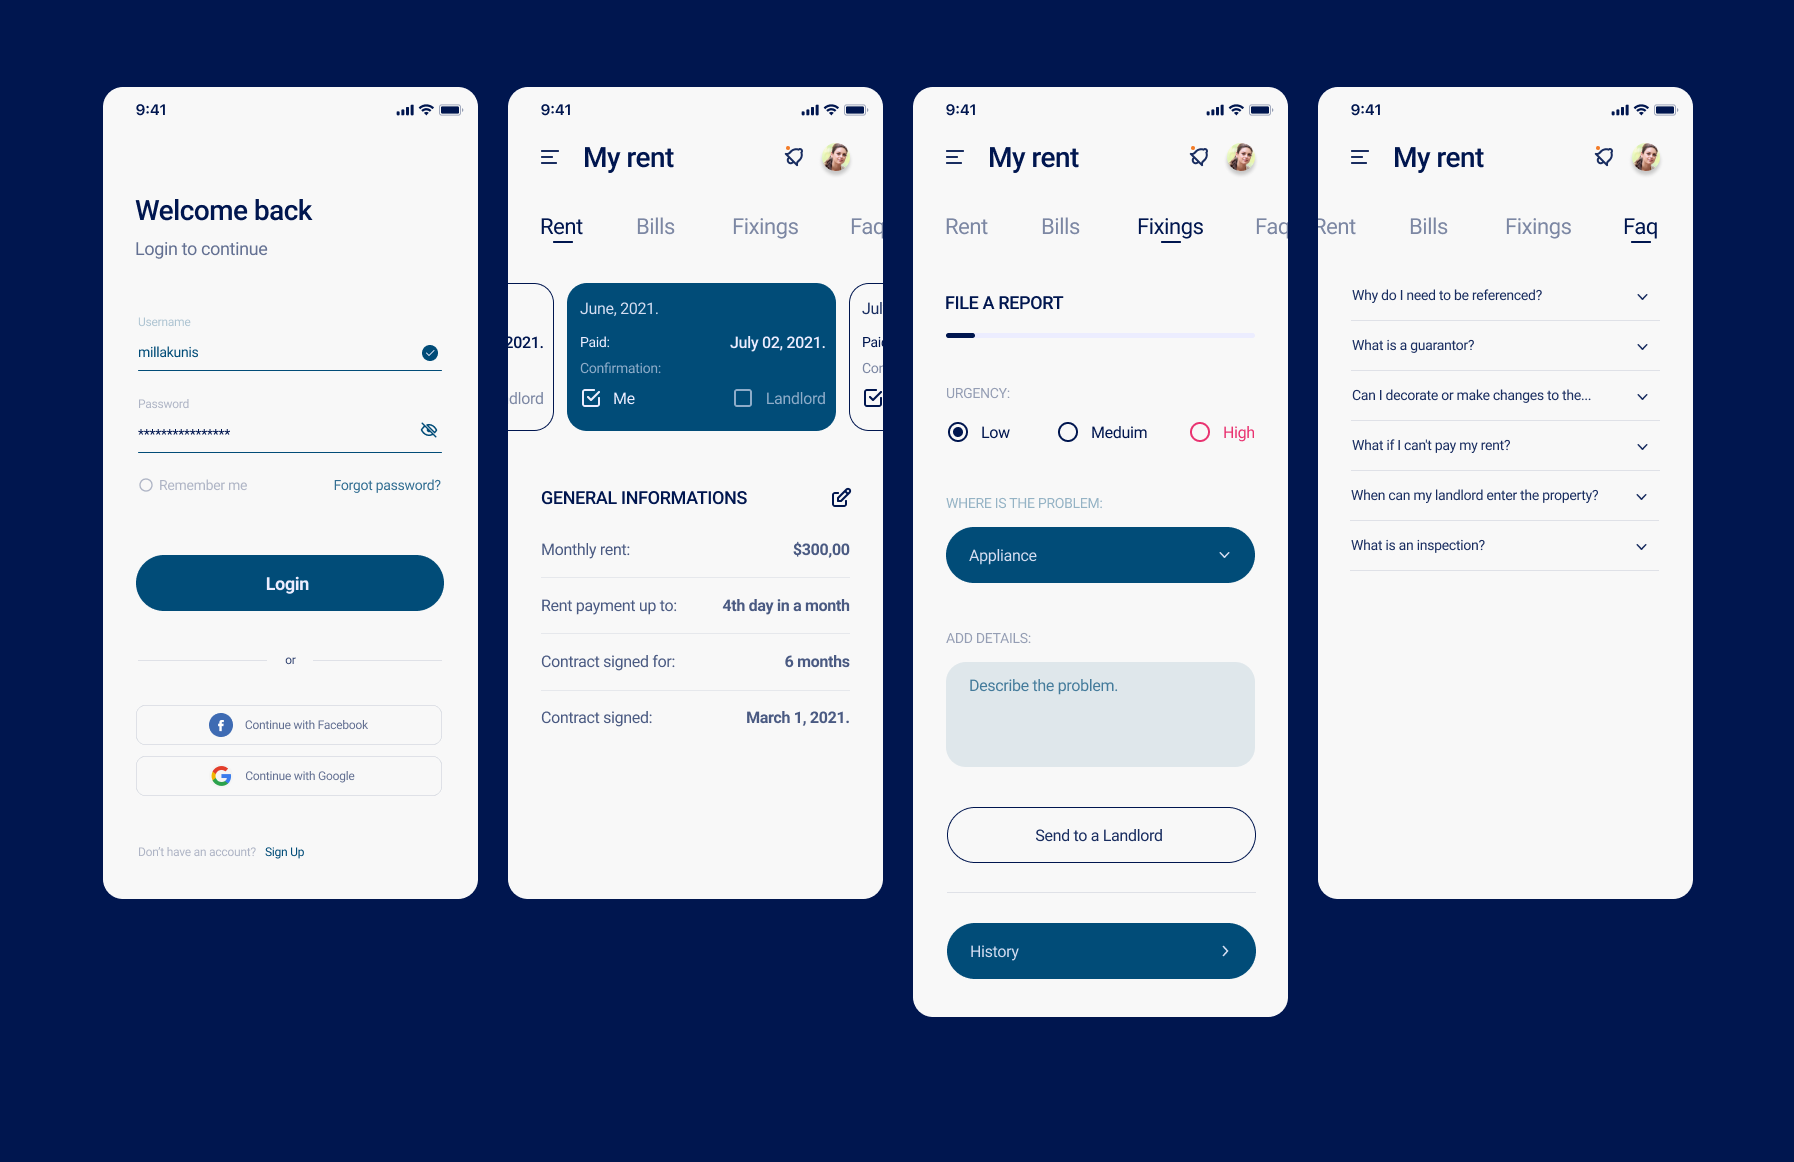 9:41
Welcome back
Login to continue
Username
millakunis
Password
****************
Remember me Forgot password?
Login
or
Continue with Facebook
Continue with Google
Don't have an account? Sign Up
9:41
My rent
Rent Bills Fixings Faq
2021.
dlord
June, 2021.
Paid: July 02, 2021.
Confirmation:
Me Landlord
Jul
Paid
Con
GENERAL INFORMATIONS
Monthly rent: $300,00
Rent payment up to: 4th day in a month
Contract signed for: 6 months
Contract signed: March 1, 2021.
9:41
My rent
Rent Bills Fixings Faq
FILE A REPORT
URGENCY:
Low Meduim High
WHERE IS THE PROBLEM:
Appliance
ADD DETAILS:
Describe the problem.
Send to a Landlord
History
9:41
My rent
Rent Bills Fixings Faq
Why do I need to be referenced?
What is a guarantor?
Can I decorate or make changes to the...
What if I can't pay my rent?
When can my landlord enter the property?
What is an inspection?